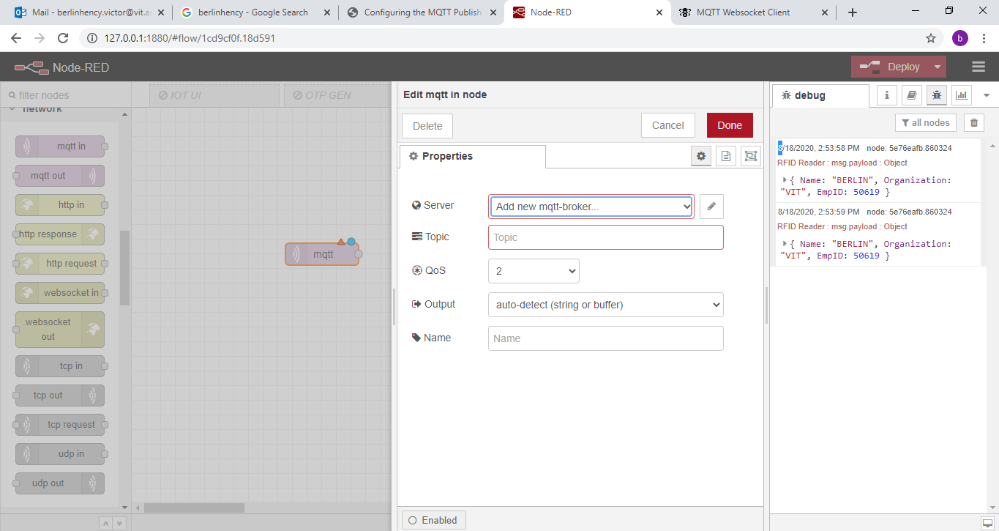 Mail - berlinhency.victor@vit.a
berlinhency - Google Search
Configuring the MQTT Publish
Node-RED
MQTT Websocket Client
127.0.0.1:1880/#flow/1cd9cf0f.18d591
b
Node-RED
Deploy
filter nodes
network
mqtt in
mqtt out
http in
http response
http request
websocket in
websocket
out
tcp in
tcp out
tcp request
udp in
udp out
IOT UI
OTP GEN
mqtt
Edit mqtt in node
Delete
Cancel
Done
Properties
Server
Add new mqtt-broker...
Topic
Topic
QoS
2
Output
auto-detect (string or buffer)
Name
Name
Enabled
debug
i
all nodes
8/18/2020, 2:53:58 PM node: 5e76eafb.860324
RFID Reader : msg.payload : Object
{ Name: "BERLIN", Organization:
"VIT", EmpID: 50619 }
8/18/2020, 2:53:59 PM node: 5e76eafb.860324
RFID Reader : msg.payload : Object
{ Name: "BERLIN", Organization:
"VIT", EmpID: 50619 }